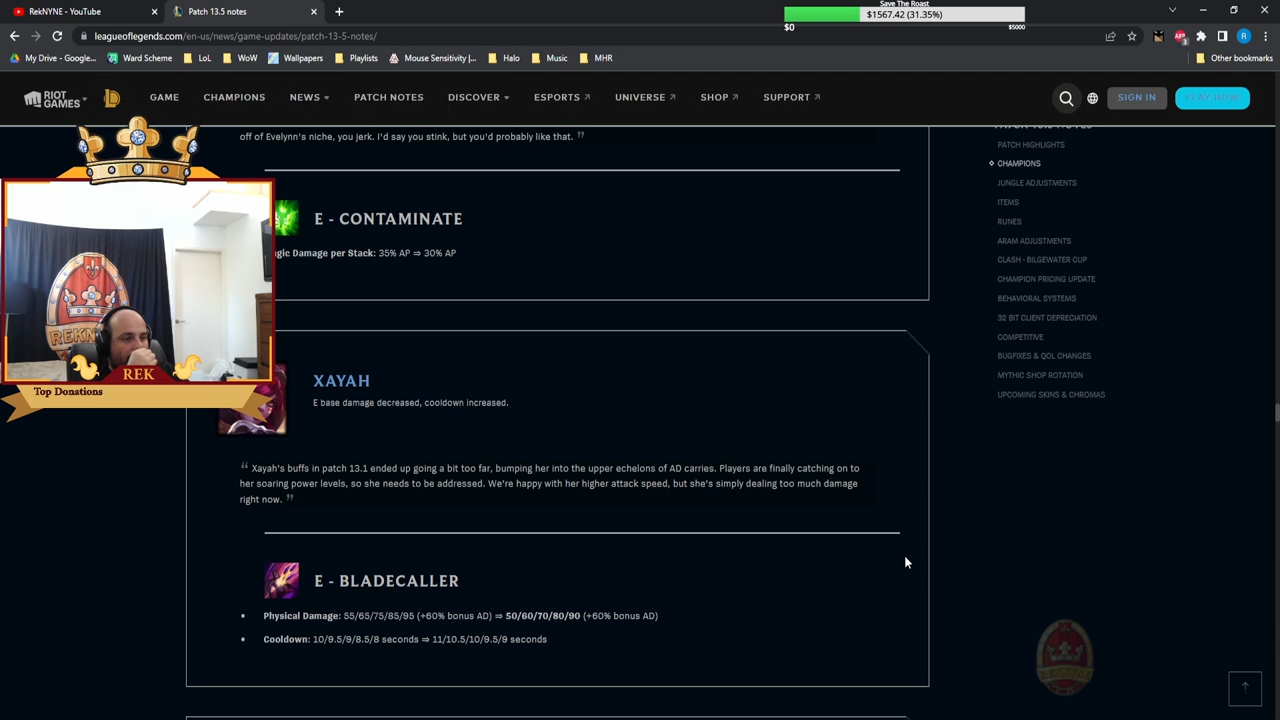 RekNYNE - YouTube
Patch 13.5 notes
Save The Roast
$1567.42 (31.35%)
$0
$5000
leagueoflegends.com/en-us/news/game-updates/patch-13-5-notes/
My Drive - Google...
Ward Scheme
LoL
WoW
Wallpapers
Playlists
Mouse Sensitivity |...
Halo
Music
MHR
Other bookmarks
RIOT GAMES
GAME
CHAMPIONS
NEWS
PATCH NOTES
DISCOVER
ESPORTS
UNIVERSE
SHOP
SUPPORT
SIGN IN
PLAY NOW
off of Evelynn's niche, you jerk. I'd say you stink, but you'd probably like that. ”
E - CONTAMINATE
gic Damage per Stack: 35% AP ⇒ 30% AP
REK
Top Donations
XAYAH
E base damage decreased, cooldown increased.
“ Xayah's buffs in patch 13.1 ended up going a bit too far, bumping her into the upper echelons of AD carries. Players are finally catching on to
her soaring power levels, so she needs to be addressed. We're happy with her higher attack speed, but she's simply dealing too much damage
right now. ”
E - BLADECALLER
• Physical Damage: 55/65/75/85/95 (+60% bonus AD) ⇒ 50/60/70/80/90 (+60% bonus AD)
• Cooldown: 10/9.5/9/8.5/8 seconds ⇒ 11/10.5/10/9.5/9 seconds
PATCH HIGHLIGHTS
CHAMPIONS
JUNGLE ADJUSTMENTS
ITEMS
RUNES
ARAM ADJUSTMENTS
CLASH - BILGEWATER CUP
CHAMPION PRICING UPDATE
BEHAVIORAL SYSTEMS
32 BIT CLIENT DEPRECIATION
COMPETITIVE
BUGFIXES & QOL CHANGES
MYTHIC SHOP ROTATION
UPCOMING SKINS & CHROMAS